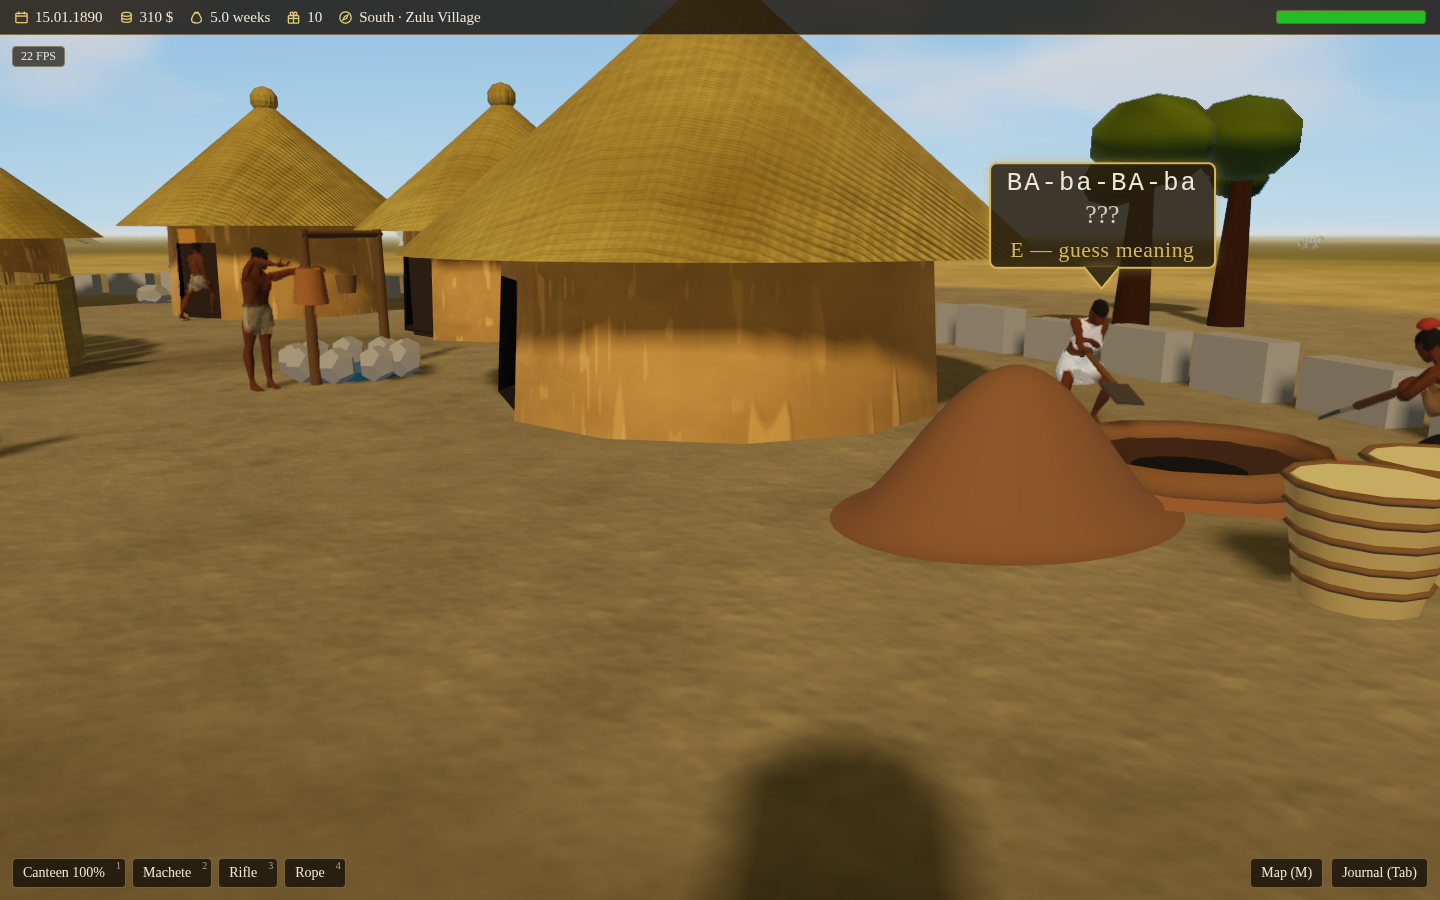 15.01.1890 310 $ 5.0 weeks 10 South · Zulu Village
22 FPS
BA-ba-BA-ba
???
E — guess meaning
Canteen 100% 1 Machete 2 Rifle 3 Rope 4 Map (M) Journal (Tab)